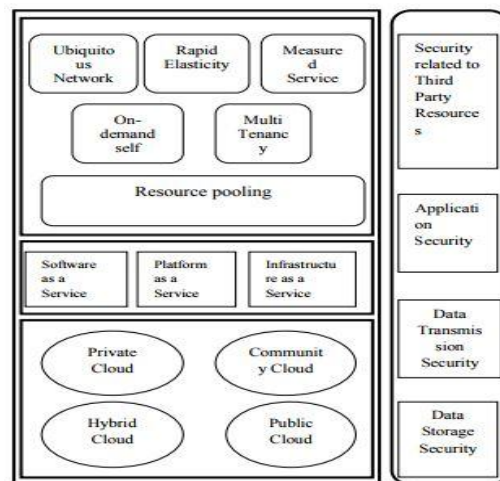 Ubiquito
us
Network
Rapid
Elasticity
Measure
d
Service
On-
demand
self
Multi
Tenanc
y
Resource pooling
Software
as a
Service
Platform
as a
Service
Infrastructu
re as a
Service
Private
Cloud
Communit
y Cloud
Hybrid
Cloud
Public
Cloud
Security
related to
Third
Party
Resource
s
Applicati
on
Security
Data
Transmis
sion
Security
Data
Storage
Security